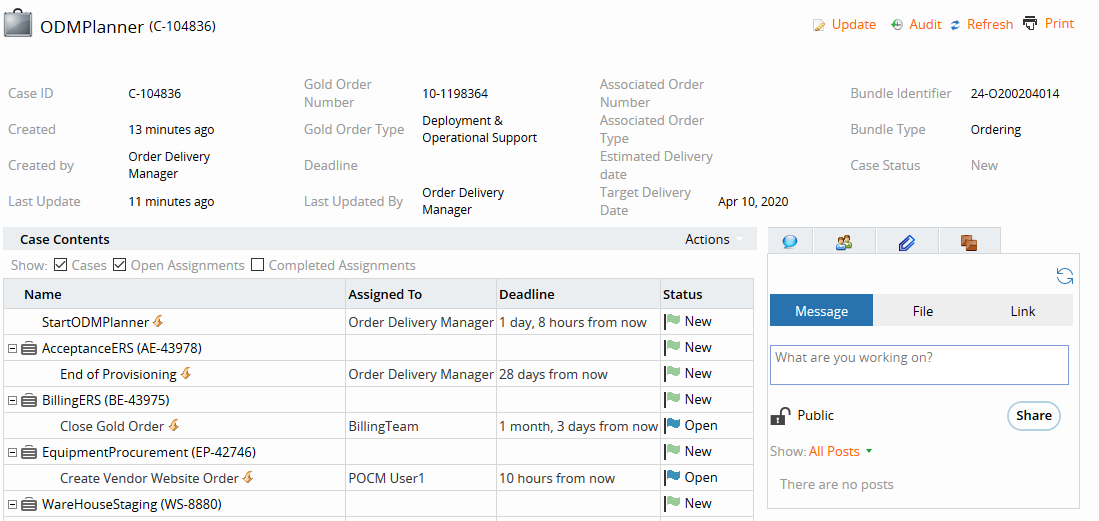 ODMPlanner (C-104836)
Update Audit Refresh Print
Case ID C-104836 Gold Order Number 10-1198364 Associated Order Number Bundle Identifier 24-O200204014
Created 13 minutes ago Gold Order Type Deployment & Operational Support Associated Order Type Bundle Type Ordering
Created by Order Delivery Manager Deadline Estimated Delivery date Case Status New
Last Update 11 minutes ago Last Updated By Order Delivery Manager Target Delivery Date Apr 10, 2020
Case Contents Actions
Show: Cases Open Assignments Completed Assignments
Name Assigned To Deadline Status
StartODMPlanner Order Delivery Manager 1 day, 8 hours from now New
AcceptanceERS (AE-43978) New
End of Provisioning Order Delivery Manager 28 days from now New
BillingERS (BE-43975) New
Close Gold Order BillingTeam 1 month, 3 days from now Open
EquipmentProcurement (EP-42746) New
Create Vendor Website Order POCM User1 10 hours from now Open
WareHouseStaging (WS-8880) New
Message File Link
What are you working on?
Public Share
Show: All Posts
There are no posts